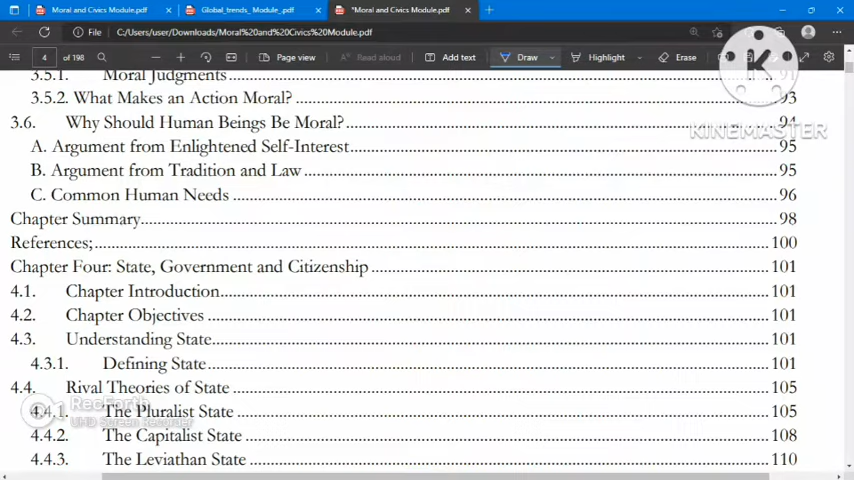 Moral and Civics Module.pdf
Global_trends_ Module_.pdf
*Moral and Civics Module.pdf
File
C:/Users/user/Downloads/Moral%20and%20Civics%20Module.pdf
4 of 198
Page view
Read aloud
Add text
Draw
Highlight
Erase
3.5.1. Moral Judgments 91
3.5.2. What Makes an Action Moral? 93
3.6. Why Should Human Beings Be Moral? 94
KINEMASTER
A. Argument from Enlightened Self-Interest 95
B. Argument from Tradition and Law 95
C. Common Human Needs 96
Chapter Summary 98
References; 100
Chapter Four: State, Government and Citizenship 101
4.1. Chapter Introduction 101
4.2. Chapter Objectives 101
4.3. Understanding State 101
4.3.1. Defining State 101
4.4. Rival Theories of State 105
RecForth
4.4.1. The Pluralist State 105
UHD Screen Recorder
4.4.2. The Capitalist State 108
4.4.3. The Leviathan State 110